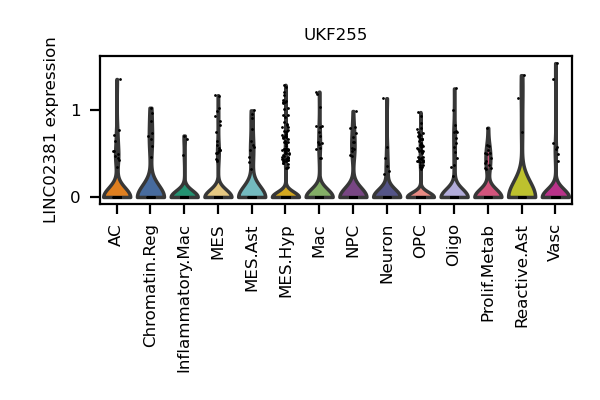 UKF255
LINC02381 expression
1
0
AC
Chromatin.Reg
Inflammatory.Mac
MES
MES.Ast
MES.Hyp
Mac
NPC
Neuron
OPC
Oligo
Prolif.Metab
Reactive.Ast
Vasc